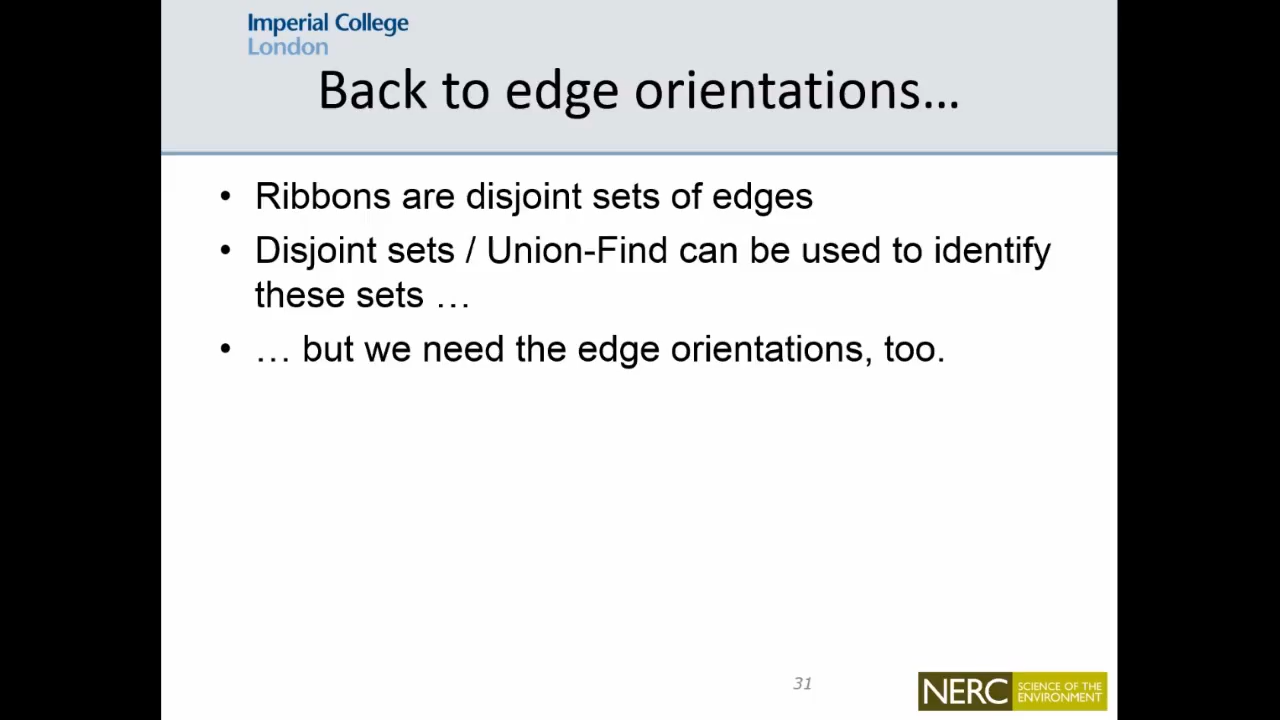 Imperial College
London
Back to edge orientations…
• Ribbons are disjoint sets of edges
• Disjoint sets / Union-Find can be used to identify
these sets …
• … but we need the edge orientations, too.
31
NERC SCIENCE OF THE
ENVIRONMENT